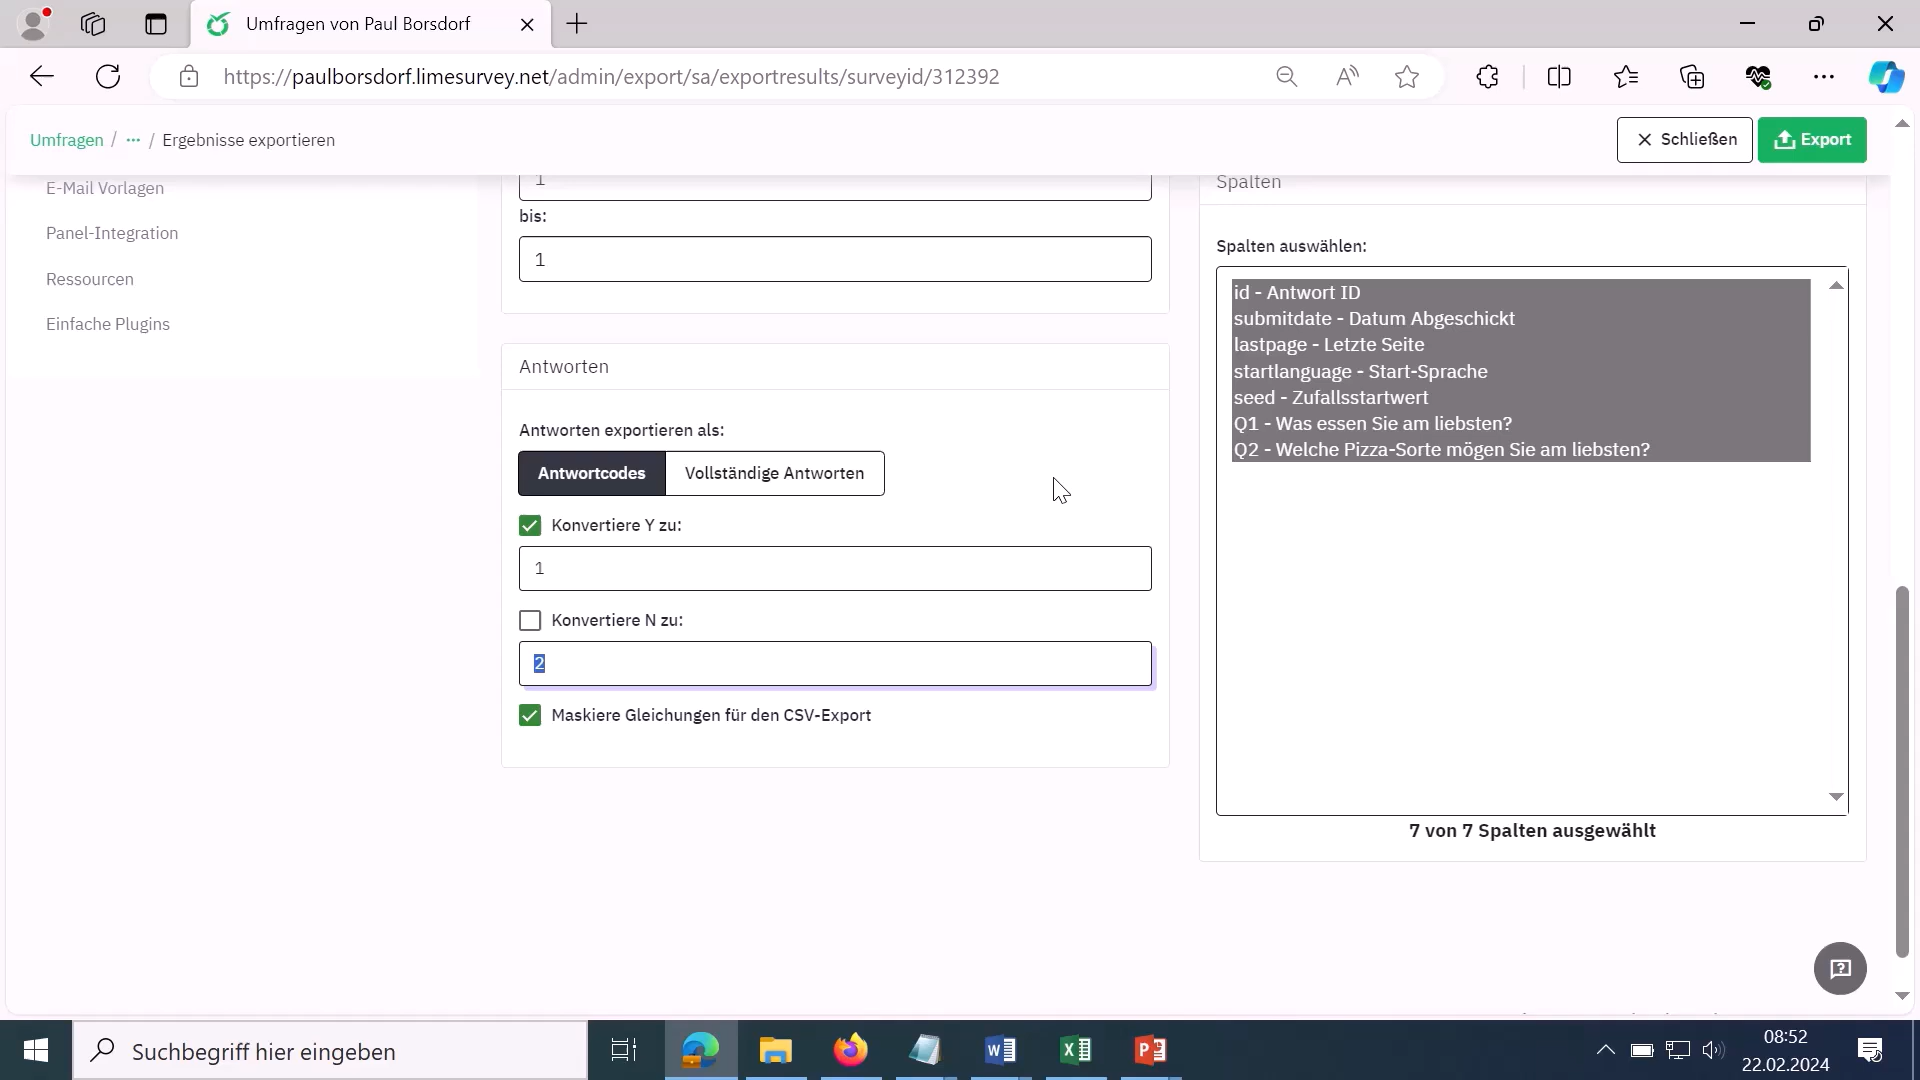 Umfragen von Paul Borsdorf
https://paulborsdorf.limesurvey.net/admin/export/sa/exportresults/surveyid/312392
Umfragen / ··· / Ergebnisse exportieren
Schließen
Export
E-Mail Vorlagen
Panel-Integration
Ressourcen
Einfache Plugins
1
bis:
1
Antworten
Antworten exportieren als:
Antwortcodes
Vollständige Antworten
Konvertiere Y zu:
1
Konvertiere N zu:
2
Maskiere Gleichungen für den CSV-Export
Spalten
Spalten auswählen:
id - Antwort ID
submitdate - Datum Abgeschickt
lastpage - Letzte Seite
startlanguage - Start-Sprache
seed - Zufallsstartwert
Q1 - Was essen Sie am liebsten?
Q2 - Welche Pizza-Sorte mögen Sie am liebsten?
7 von 7 Spalten ausgewählt
Suchbegriff hier eingeben
08:52
22.02.2024